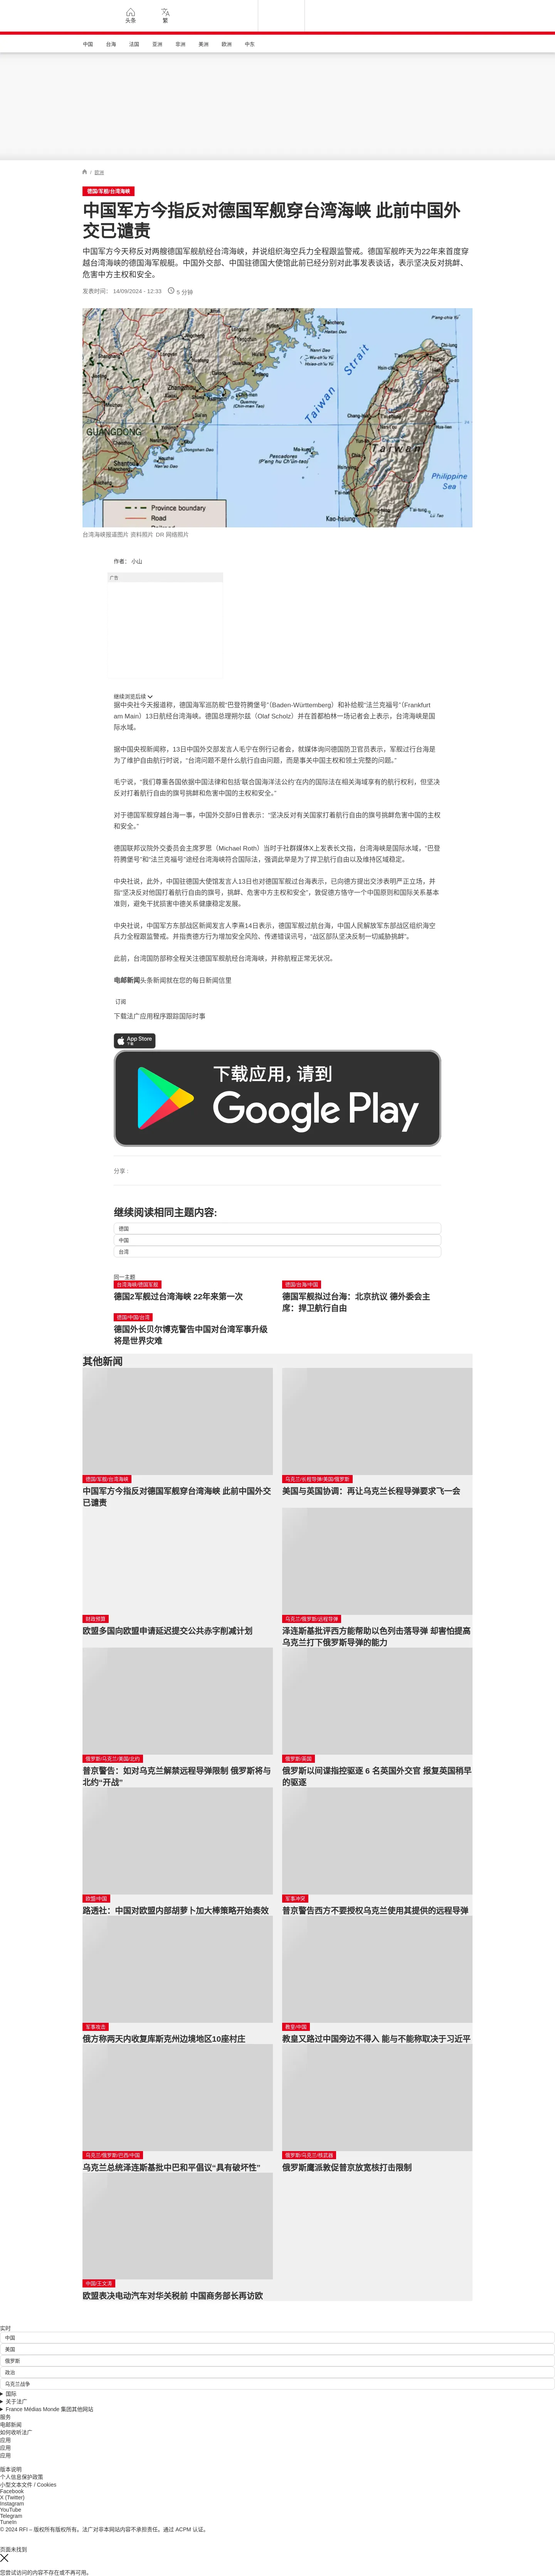 头条
繁
中国 台海 法国 亚洲 非洲 美洲 欧洲 中东
/ 欧洲
德国/军舰/台湾海峡
中国军方今指反对德国军舰穿台湾海峡 此前中国外
交已谴责
中国军方今天称反对两艘德国军舰航经台湾海峡，并说组织海空兵力全程跟监警戒。德国军舰昨天为22年来首度穿
越台湾海峡的德国海军舰艇。中国外交部、中国驻德国大使馆此前已经分别对此事发表谈话，表示坚决反对挑衅、
危害中方主权和安全。
发表时间： 14/09/2024 - 12:33 5 分钟
GUANGDONG
Taiwan Strait
Taiwan
Philippine
Sea
Pescadores
Kao-hsiung
Province boundary
Road
台湾海峡报道图片 资料照片 DR 网络照片
作者： 小山
广告
继续浏览后续
据中央社今天报道称，德国海军巡防舰“巴登符腾堡号”（Baden-Württemberg）和补给舰“法兰克福号”（Frankfurt
am Main）13日航经台湾海峡。德国总理朔尔兹（Olaf Scholz）并在首都柏林一场记者会上表示，台湾海峡是国
际水域。
据中国央视新闻称，13日中国外交部发言人毛宁在例行记者会，就媒体询问德国防卫官员表示，军舰过行台海是
为了维护自由航行时说，“台湾问题不是什么航行自由问题，而是事关中国主权和领土完整的问题。”
毛宁说，“我们尊重各国依据中国法律和包括‘联合国海洋法公约’在内的国际法在相关海域享有的航行权利，但坚决
反对打着航行自由的旗号挑衅和危害中国的主权和安全。”
对于德国军舰穿越台海一事，中国外交部9日曾表示：“坚决反对有关国家打着航行自由的旗号挑衅危害中国的主权
和安全。”
德国联邦议院外交委员会主席罗思（Michael Roth）当时于社群媒体X上发表长文指，台湾海峡是国际水域，“巴登
符腾堡号”和“法兰克福号”途经台湾海峡符合国际法，强调此举是为了捍卫航行自由以及维持区域稳定。
中央社说，此外，中国驻德国大使馆发言人13日也对德国军舰过台海表示，已向德方提出交涉表明严正立场，并
指“坚决反对他国打着航行自由的旗号，挑衅、危害中方主权和安全”，敦促德方恪守一个中国原则和国际关系基本
准则，避免干扰损害中德关系健康稳定发展。
中央社说，中国军方东部战区新闻发言人李熹14日表示，德国军舰过航台海，中国人民解放军东部战区组织海空
兵力全程跟监警戒。并指责德方行为增加安全风险、传递错误讯号，“战区部队坚决反制一切威胁挑衅”。
此前，台湾国防部称全程关注德国军舰航经台湾海峡，并称航程正常无状况。
电邮新闻头条新闻就在您的每日新闻信里
订阅
下载法广应用程序跟踪国际时事
App Store
下载
下载应用，请到
Google Play
分享 :
继续阅读相同主题内容:
德国
中国
台湾
同一主题
台湾海峡/德国军舰
德国2军舰过台湾海峡 22年来第一次
德国/台海/中国
德国军舰拟过台海：北京抗议 德外委会主
席：捍卫航行自由
德国/中国/台湾
德国外长贝尔博克警告中国对台湾军事升级
将是世界灾难
其他新闻
德国/军舰/台湾海峡
中国军方今指反对德国军舰穿台湾海峡 此前中国外交
已谴责
乌克兰/长程导弹/美国/俄罗斯
美国与英国协调：再让乌克兰长程导弹要求飞一会
财政预算
欧盟多国向欧盟申请延迟提交公共赤字削减计划
乌克兰/俄罗斯/远程导弹
泽连斯基批评西方能帮助以色列击落导弹 却害怕提高
乌克兰打下俄罗斯导弹的能力
俄罗斯/乌克兰/美国/北约
普京警告：如对乌克兰解禁远程导弹限制 俄罗斯将与
北约“开战”
俄罗斯/英国
俄罗斯以间谍指控驱逐 6 名英国外交官 报复英国稍早
的驱逐
欧盟/中国
路透社：中国对欧盟内部胡萝卜加大棒策略开始奏效
军事冲突
普京警告西方不要授权乌克兰使用其提供的远程导弹
军事攻击
俄方称两天内收复库斯克州边境地区10座村庄
教皇/中国
教皇又路过中国旁边不得入 能与不能称取决于习近平
乌克兰/俄罗斯/巴西/中国
乌克兰总统泽连斯基批中巴和平倡议“具有破坏性”
俄罗斯/乌克兰/核武器
俄罗斯鹰派敦促普京放宽核打击限制
中国/王文涛
欧盟表决电动汽车对华关税前 中国商务部长再访欧
实时
中国
美国
俄罗斯
政治
乌克兰战争
国际
关于法广
France Médias Monde 集团其他网站
服务
电邮新闻
如何收听法广
应用
应用
应用
版本说明
个人信息保护政策
小型文本文件 / Cookies
Facebook
X (Twitter)
Instagram
YouTube
Telegram
TuneIn
© 2024 RFI – 版权所有版权所有。法广对非本网站内容不承担责任。通过 ACPM 认证。
页面未找到
您尝试访问的内容不存在或不再可用。